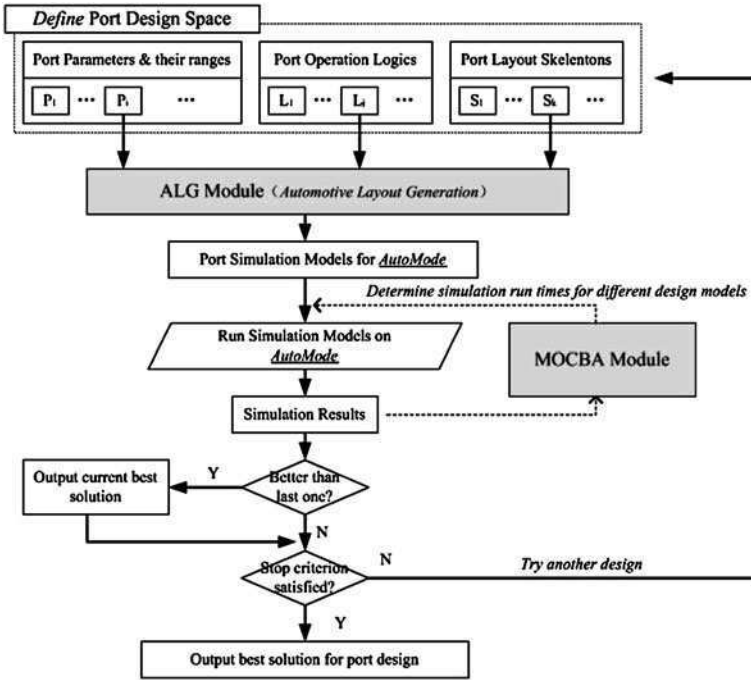 Define Port Design Space
Port Parameters & their ranges
P1 ... Pi ...
Port Operation Logics
L1 ... Lj ...
Port Layout Skelentons
S1 ... Sk ...
ALG Module (Automotive Layout Generation)
Port Simulation Models for AutoMode
Determine simulation run times for different design models
Run Simulation Models on
AutoMode
MOCBA Module
Simulation Results
Better than
last one?
Y
Output current best
solution
N
Stop criterion
satisfied?
N
Try another design
Y
Output best solution for port design